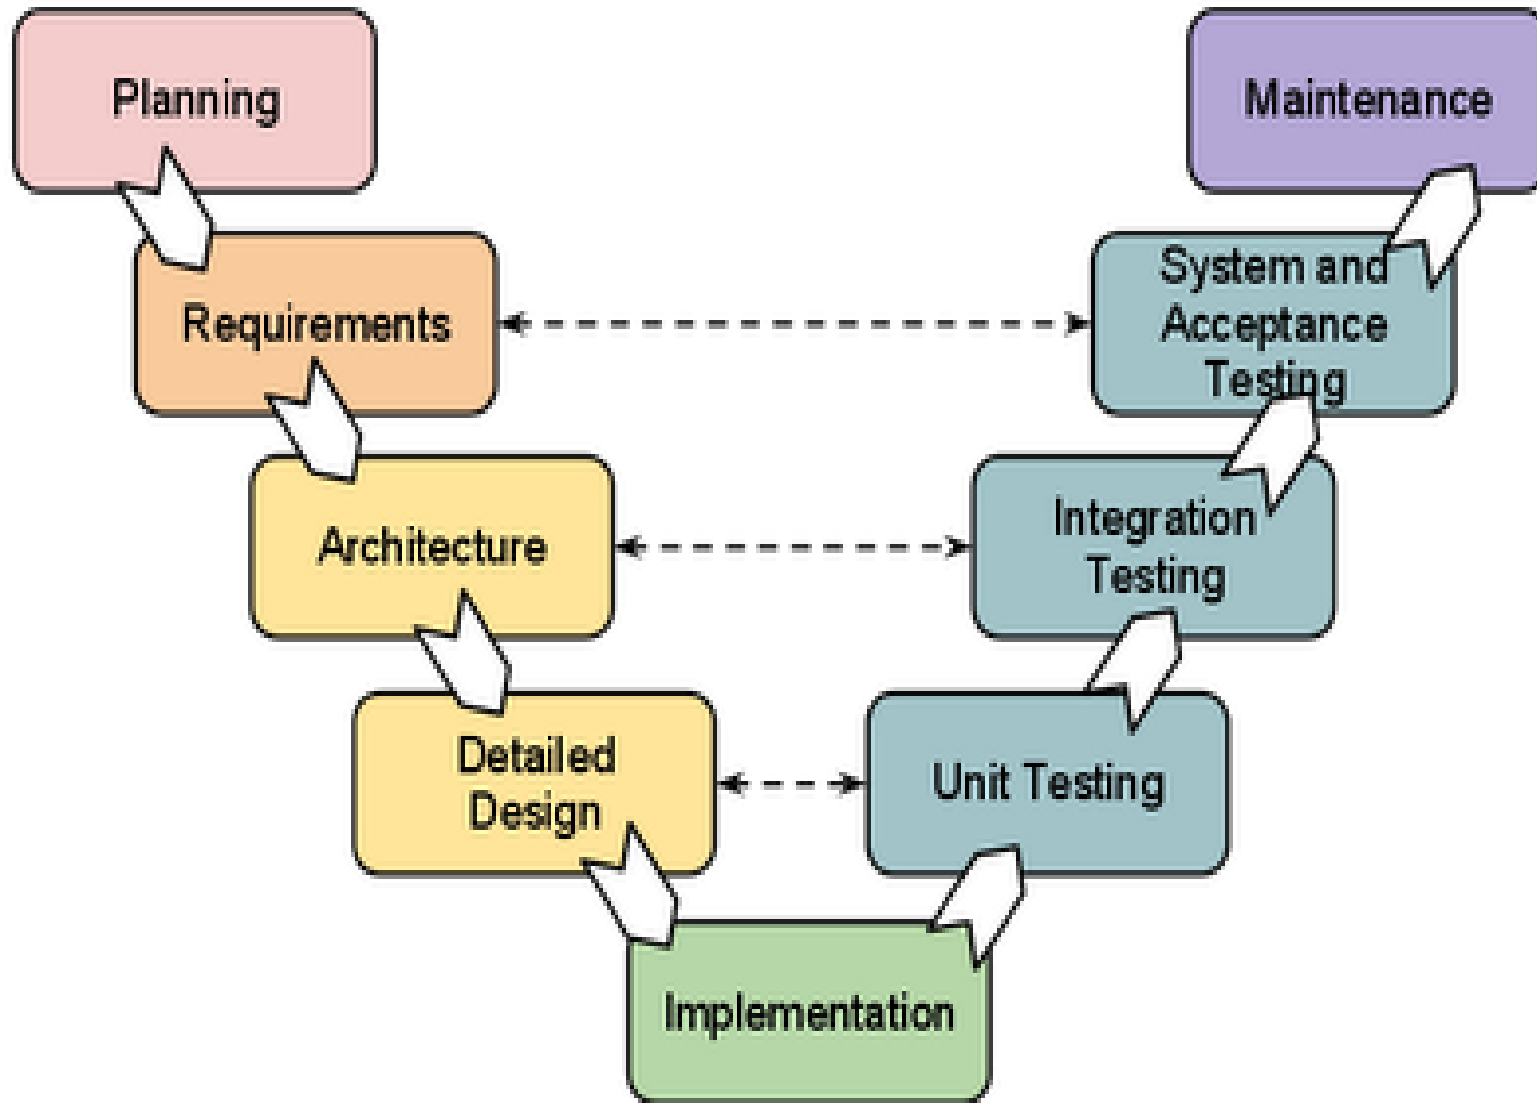 Planning
Maintenance
Requirements
System and
Acceptance
Testing
Architecture
Integration
Testing
Detailed
Design
Unit Testing
Implementation